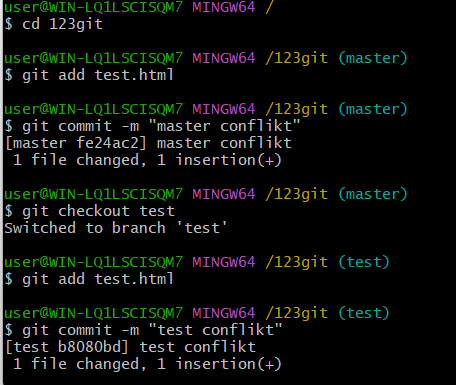 user@WIN-LQ1LSCISQM7 MINGW64 /
$ cd 123git
user@WIN-LQ1LSCISQM7 MINGW64 /123git (master)
$ git add test.html
user@WIN-LQ1LSCISQM7 MINGW64 /123git (master)
$ git commit -m "master conflikt"
[master fe24ac2] master conflikt
 1 file changed, 1 insertion(+)
user@WIN-LQ1LSCISQM7 MINGW64 /123git (master)
$ git checkout test
Switched to branch 'test'
user@WIN-LQ1LSCISQM7 MINGW64 /123git (test)
$ git add test.html
user@WIN-LQ1LSCISQM7 MINGW64 /123git (test)
$ git commit -m "test conflikt"
[test b8080bd] test conflikt
 1 file changed, 1 insertion(+)